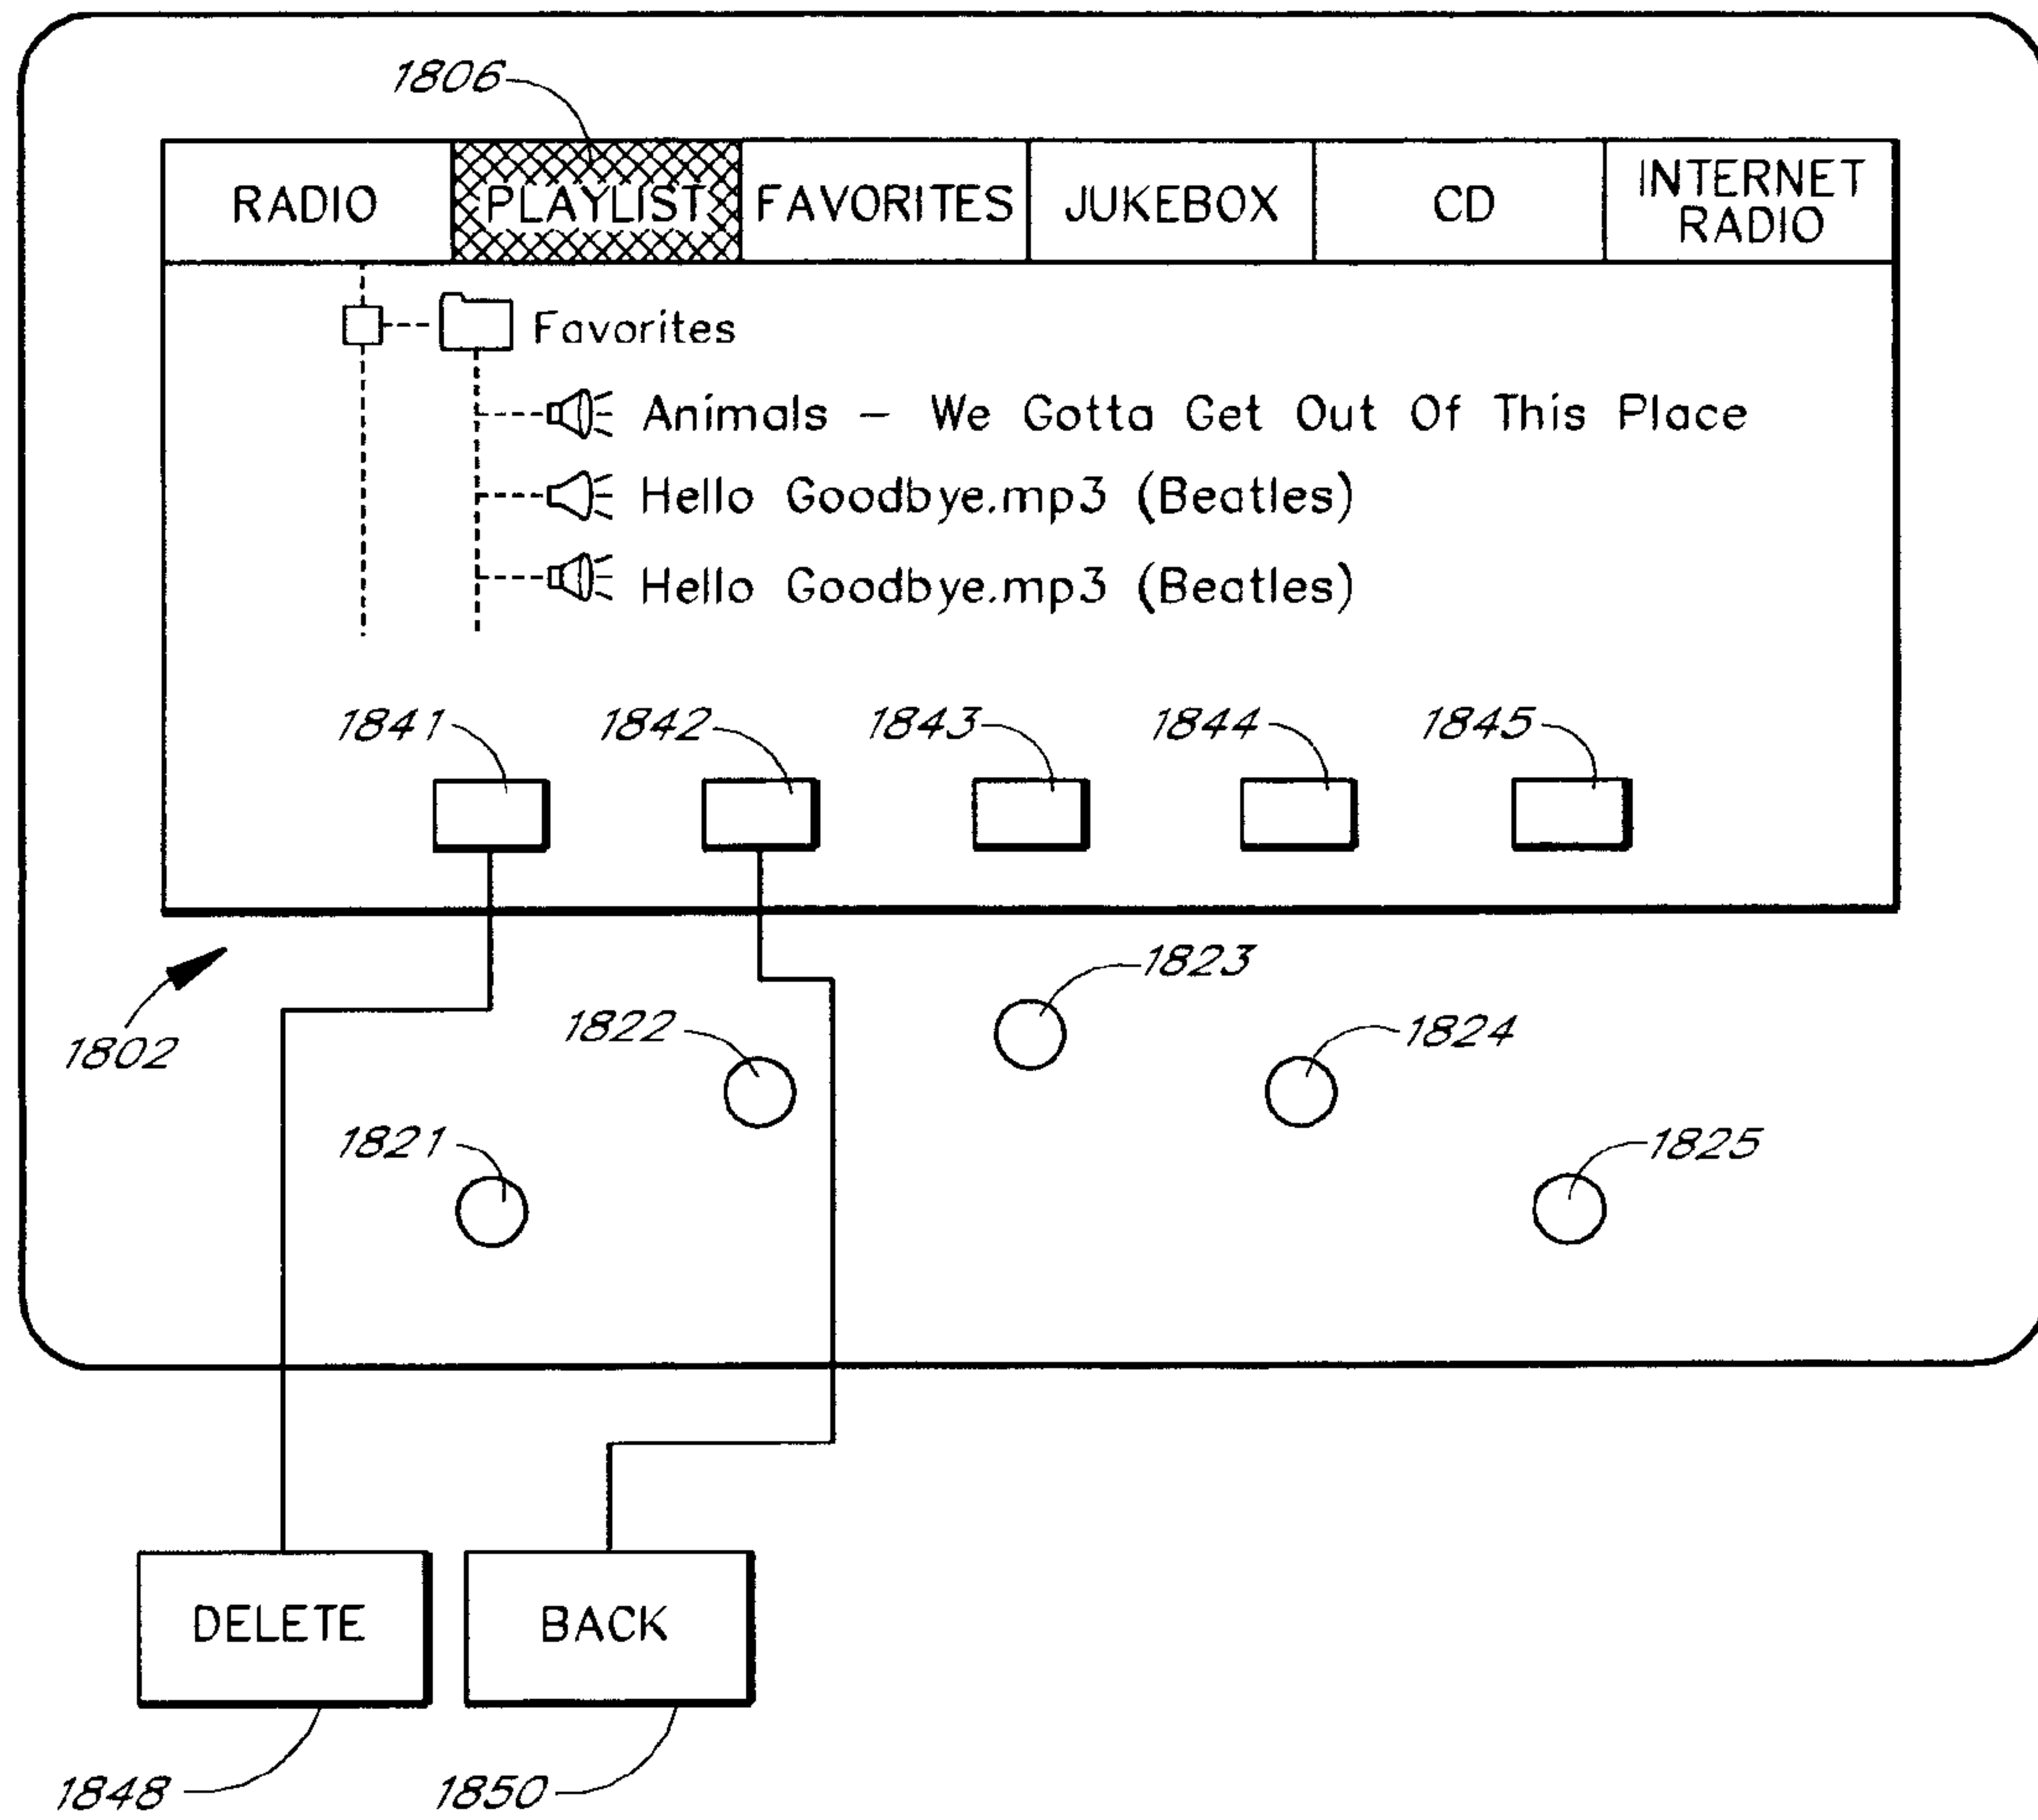 1806
RADIO PLAYLIST FAVORITES JUKEBOX CD INTERNET RADIO
Favorites
Animals – We Gotta Get Out Of This Place
Hello Goodbye.mp3 (Beatles)
Hello Goodbye.mp3 (Beatles)
1841 1842 1843 1844 1845
1802
1823
1822
1824
1821
1825
DELETE BACK
1848 1850